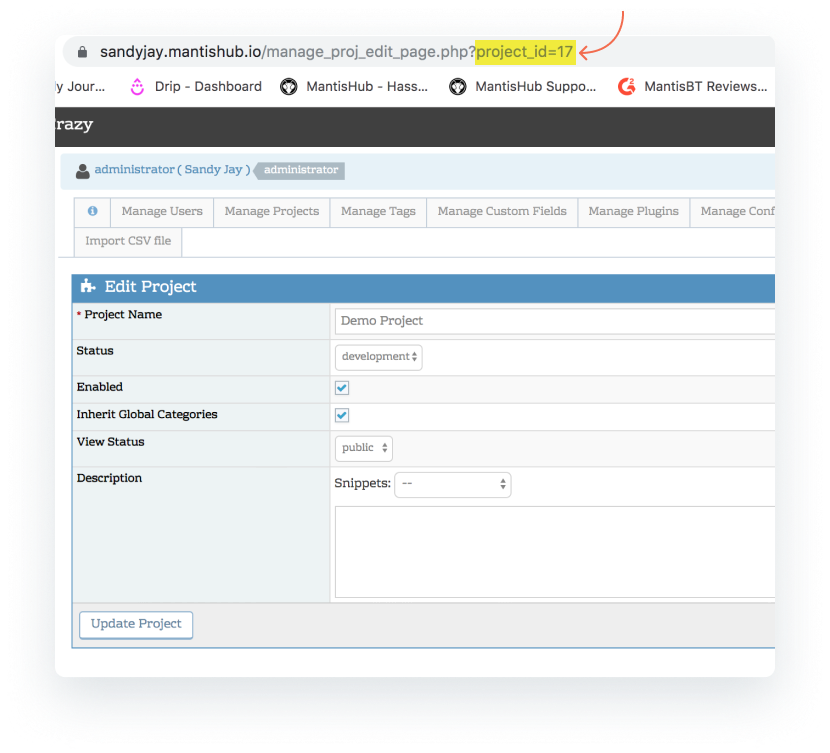 sandyjay.mantishub.io/manage_proj_edit_page.php?project_id=17
ly Jour... Drip - Dashboard MantisHub - Hass... MantisHub Suppo... MantisBT Reviews...
razy
administrator ( Sandy Jay ) administrator
Manage Users Manage Projects Manage Tags Manage Custom Fields Manage Plugins Manage Conf
Import CSV file
Edit Project
* Project Name Demo Project
Status development
Enabled
Inherit Global Categories
View Status public
Description Snippets: --
Update Project